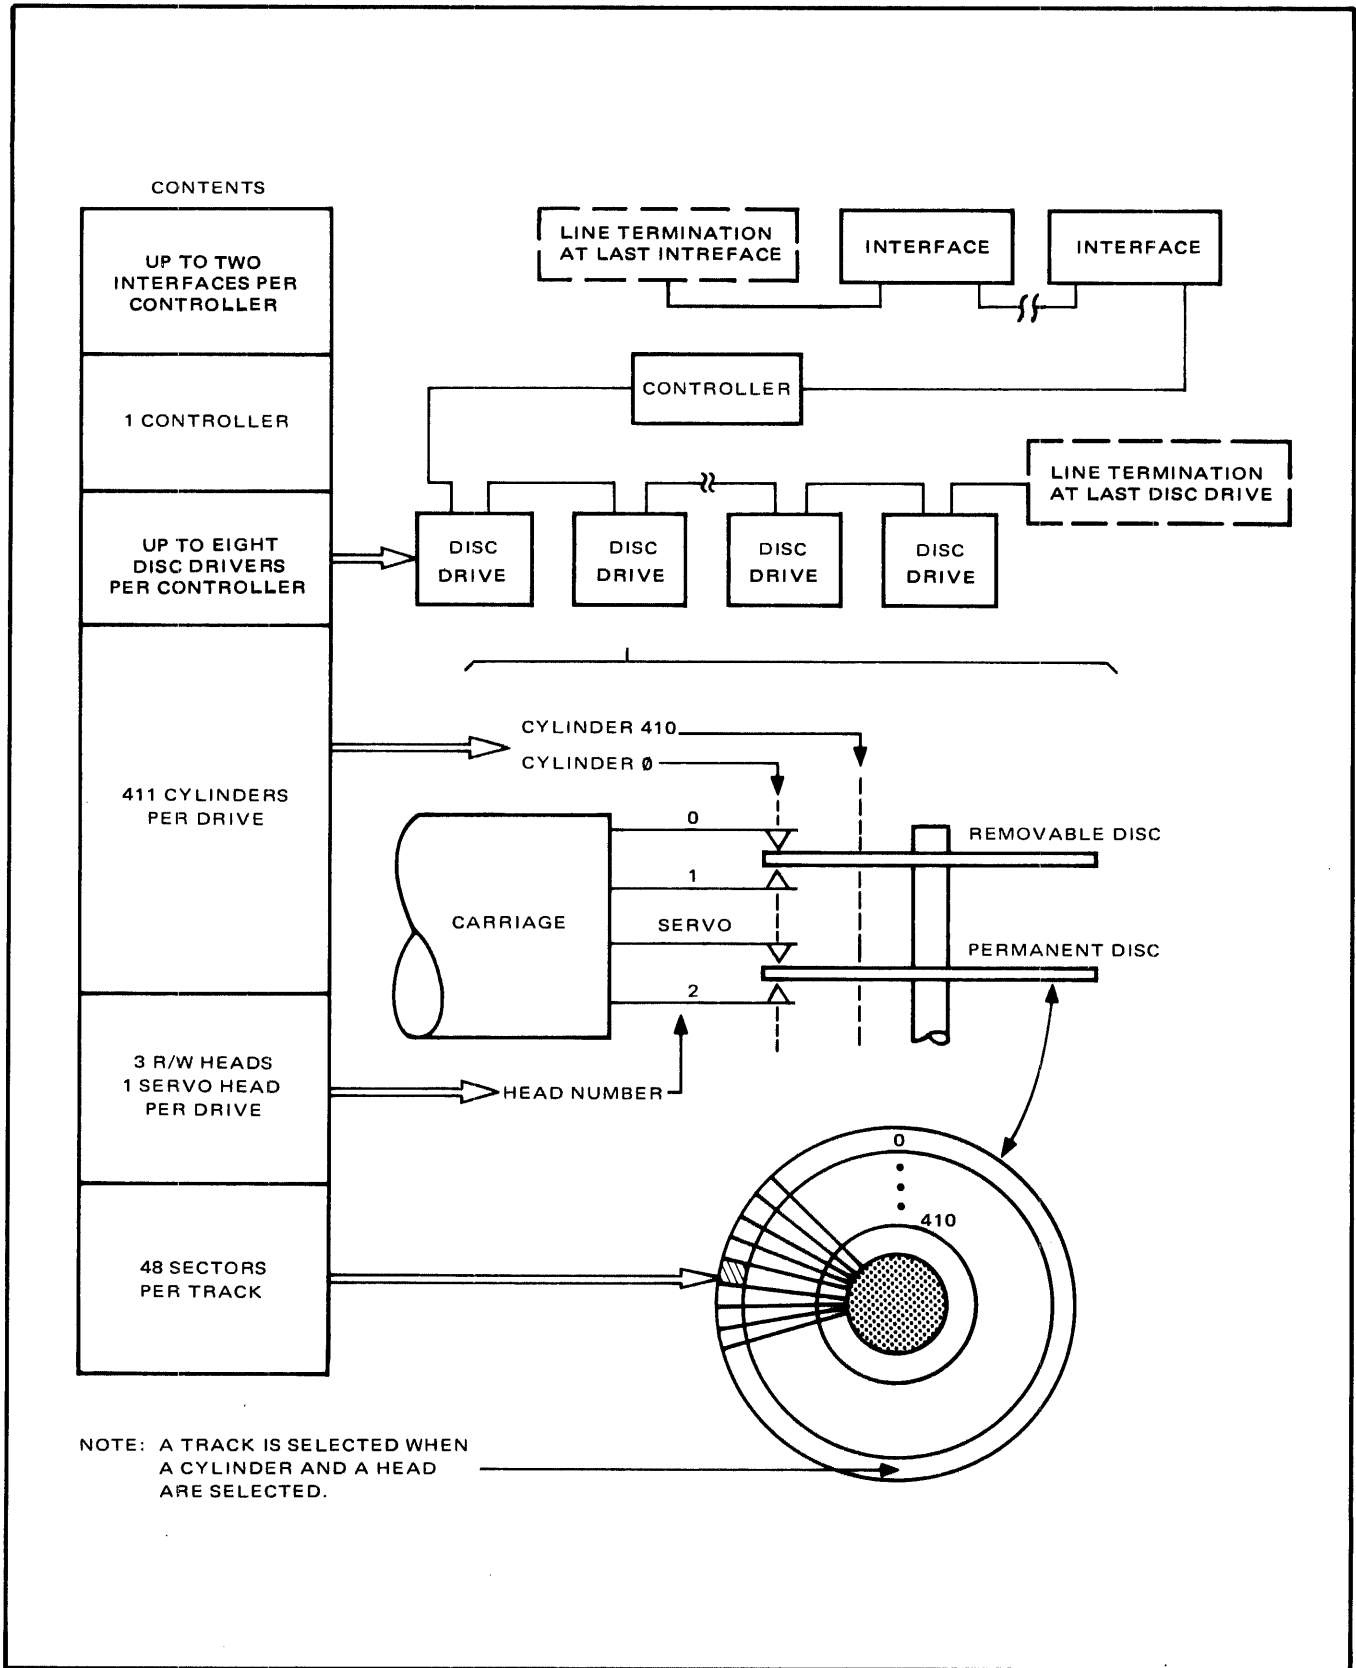 CONTENTS
UP TO TWO
INTERFACES PER
CONTROLLER
1 CONTROLLER
UP TO EIGHT
DISC DRIVERS
PER CONTROLLER
411 CYLINDERS
PER DRIVE
3 R/W HEADS
1 SERVO HEAD
PER DRIVE
48 SECTORS
PER TRACK
LINE TERMINATION
AT LAST INTREFACE
INTERFACE
INTERFACE
CONTROLLER
LINE TERMINATION
AT LAST DISC DRIVE
DISC
DRIVE
DISC
DRIVE
DISC
DRIVE
DISC
DRIVE
CYLINDER 410
CYLINDER Ø
0
REMOVABLE DISC
1
CARRIAGE
SERVO
PERMANENT DISC
2
HEAD NUMBER
0
410
NOTE: A TRACK IS SELECTED WHEN
A CYLINDER AND A HEAD
ARE SELECTED.